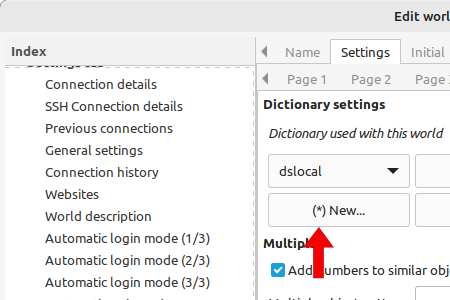 Edit worl
Index
Name Settings Initial
Settings tab
Page 1 Page 2 Page
Connection details
SSH Connection details
Previous connections
General settings
Connection history
Websites
World description
Automatic login mode (1/3)
Automatic login mode (2/3)
Automatic login mode (3/3)
Dictionary settings
Dictionary used with this world
dslocal
(*) New...
Multipl
Add numbers to similar obj